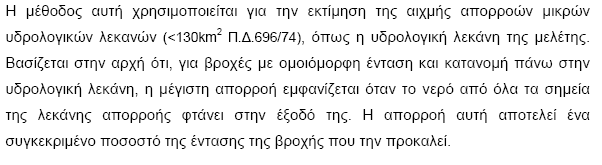 Η μέθοδος αυτή χρησιμοποιείται για την εκτίμηση της αιχμής απορροών μικρών
υδρολογικών λεκανών (<130km² Π.Δ.696/74), όπως η υδρολογική λεκάνη της μελέτης.
Βασίζεται στην αρχή ότι, για βροχές με ομοιόμορφη ένταση και κατανομή πάνω στην
υδρολογική λεκάνη, η μέγιστη απορροή εμφανίζεται όταν το νερό από όλα τα σημεία
της λεκάνης απορροής φτάνει στην έξοδό της. Η απορροή αυτή αποτελεί ένα
συγκεκριμένο ποσοστό της έντασης της βροχής που την προκαλεί.